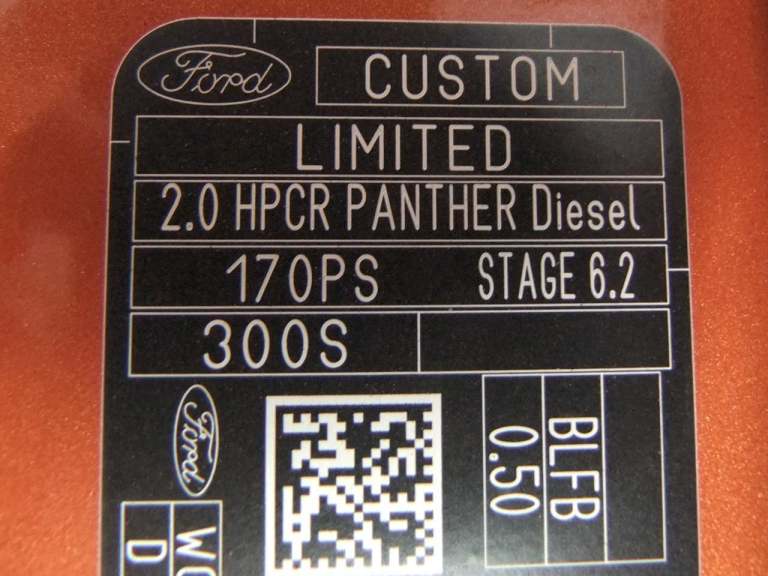 Ford CUSTOM
LIMITED
2.0 HPCR PANTHER Diesel
170PS STAGE 6.2
300S
Ford
BLFB
0.50
D